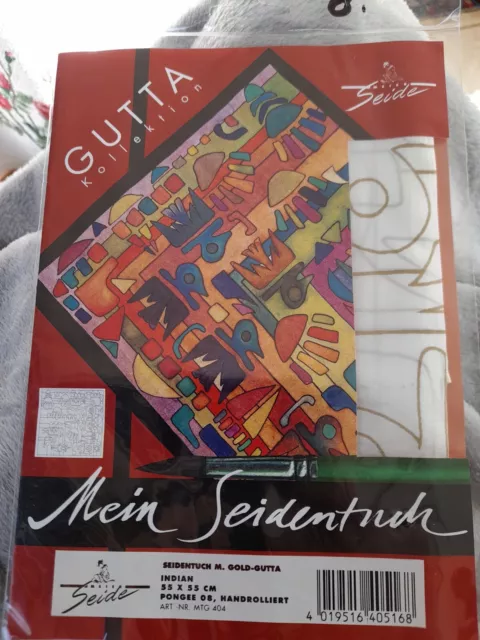 GUTTA
Kollektion
Seide
Mein Seidentuch
Seide
SEIDENTUCH M. GOLD-GUTTA
INDIAN
55 X 55 CM
PONGEE 08, HANDROLLIERT
ART.-NR. MTG 404
4 019516 405168